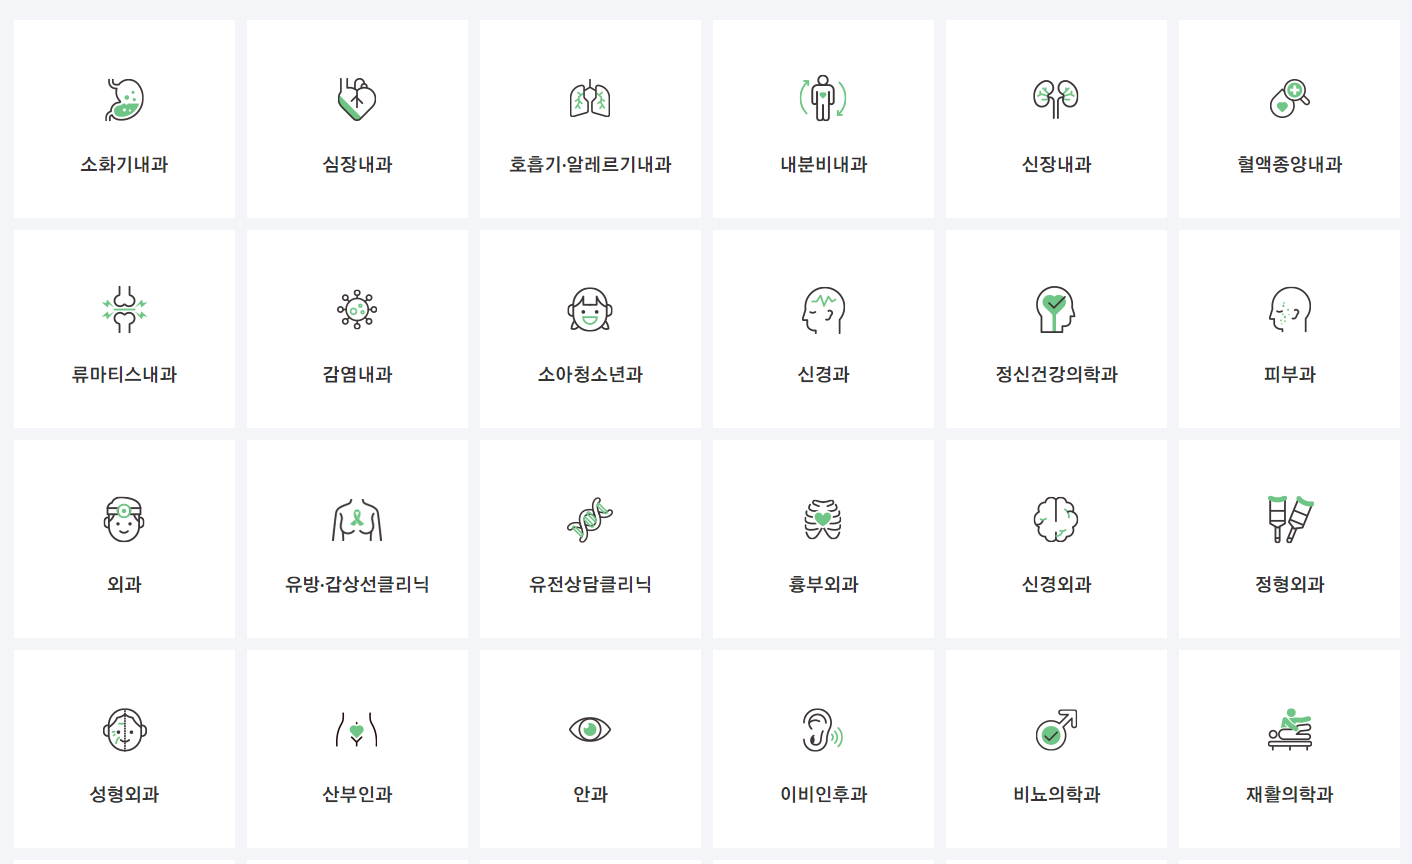 소화기내과
심장내과
호흡기·알레르기내과
내분비내과
신장내과
혈액종양내과
류마티스내과
감염내과
소아청소년과
신경과
정신건강의학과
피부과
외과
유방·갑상선클리닉
유전상담클리닉
흉부외과
신경외과
정형외과
성형외과
산부인과
안과
이비인후과
비뇨의학과
재활의학과